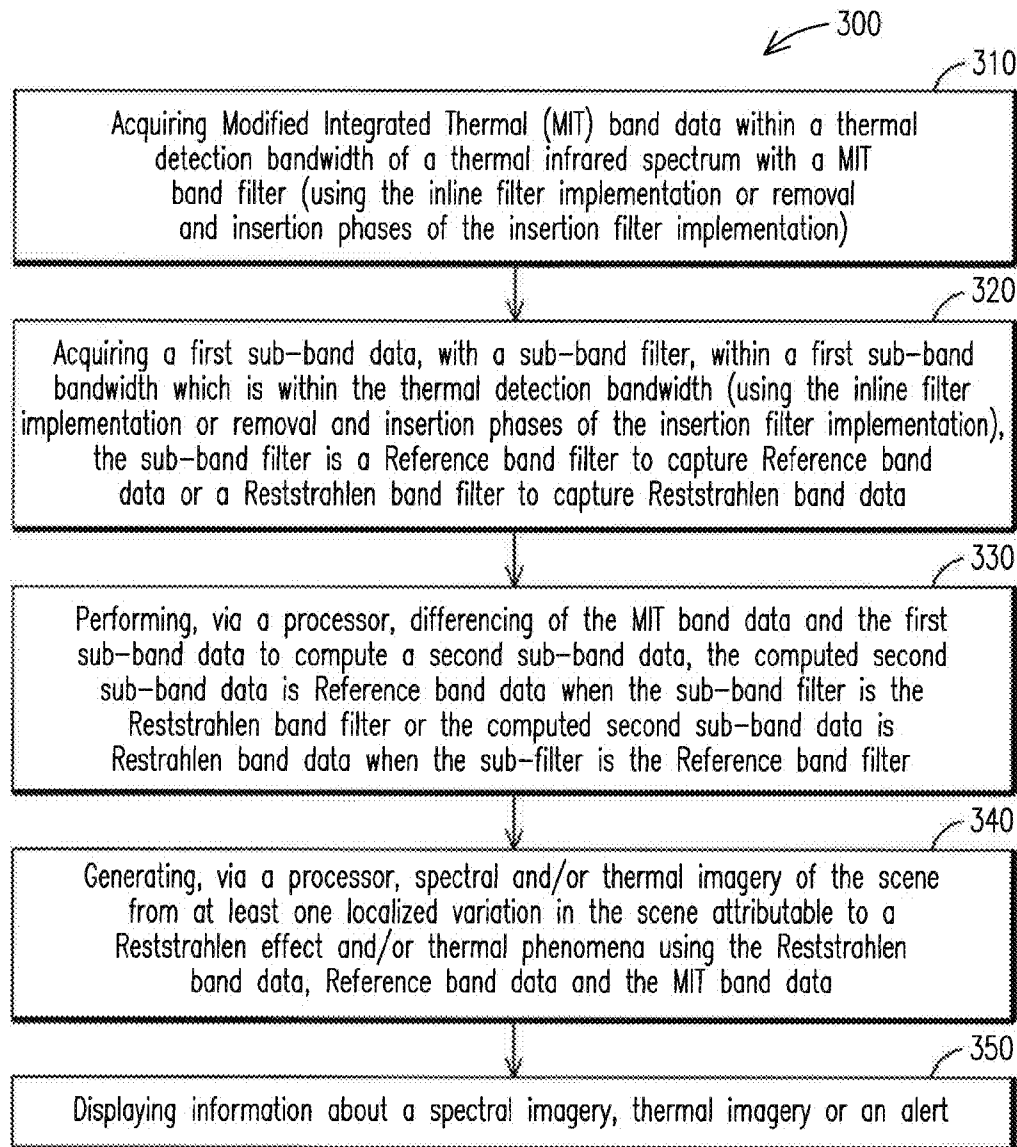 300
310
Acquiring Modified Integrated Thermal (MIT) band data within a thermal
detection bandwidth of a thermal infrared spectrum with a MIT
band filter (using the inline filter implementation or removal
and insertion phases of the insertion filter implementation)
320
Acquiring a first sub-band data, with a sub-band filter, within a first sub-band
bandwidth which is within the thermal detection bandwidth (using the inline filter
implementation or removal and insertion phases of the insertion filter implementation),
the sub-band filter is a Reference band filter to capture Reference band
data or a Reststrahlen band filter to capture Reststrahlen band data
330
Performing, via a processor, differencing of the MIT band data and the first
sub-band data to compute a second sub-band data, the computed second
sub-band data is Reference band data when the sub-band filter is the
Reststrahlen band filter or the computed second sub-band data is
Restrahlen band data when the sub-filter is the Reference band filter
340
Generating, via a processor, spectral and/or thermal imagery of the scene
from at least one localized variation in the scene attributable to a
Reststrahlen effect and/or thermal phenomena using the Reststrahlen
band data, Reference band data and the MIT band data
350
Displaying information about a spectral imagery, thermal imagery or an alert